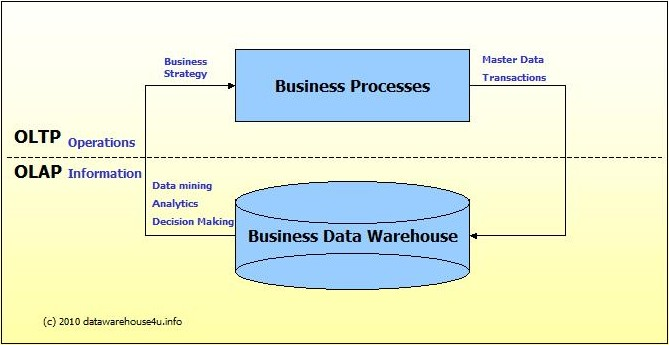 Business
Strategy
Business Processes
Master Data
Transactions
OLTP Operations
OLAP Information
Data mining
Analytics
Decision Making
Business Data Warehouse
(c) 2010 datawarehouse4u.info